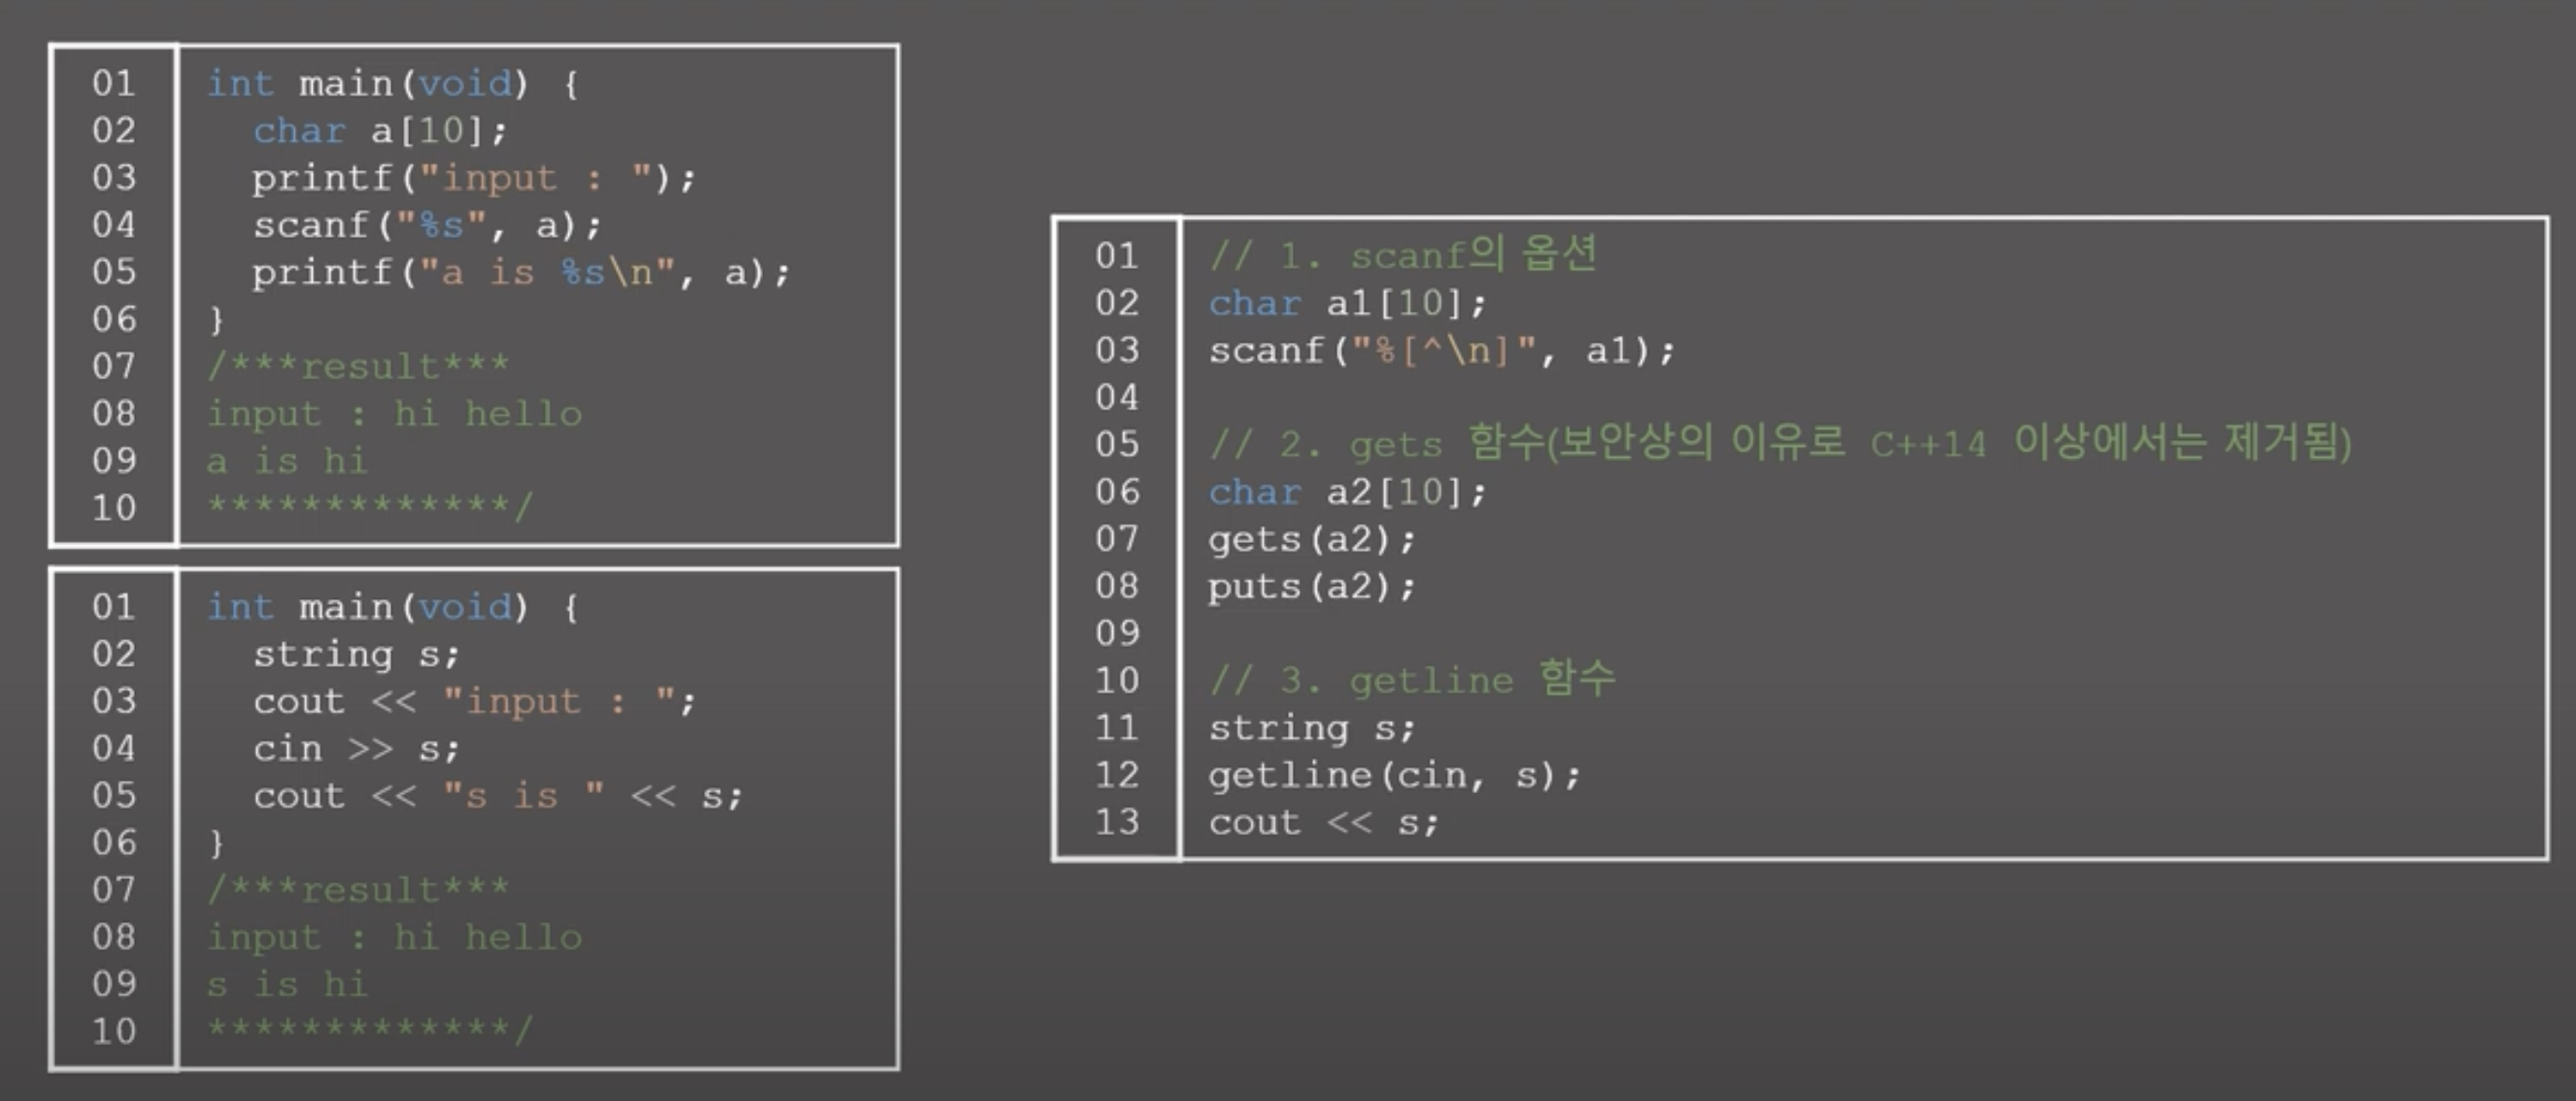 01 int main(void) {
02   char a[10];
03   printf("input : ");
04   scanf("%s", a);
05   printf("a is %s\n", a);
06 }
07 /***result***
08 input : hi hello
09 a is hi
10 *************/
01 int main(void) {
02   string s;
03   cout << "input : ";
04   cin >> s;
05   cout << "s is " << s;
06 }
07 /***result***
08 input : hi hello
09 s is hi
10 *************/
01 // 1. scanf의 옵션
02 char a1[10];
03 scanf("%[^\n]", a1);
04
05 // 2. gets 함수(보안상의 이유로 C++14 이상에서는 제거됨)
06 char a2[10];
07 gets(a2);
08 puts(a2);
09
10 // 3. getline 함수
11 string s;
12 getline(cin, s);
13 cout << s;